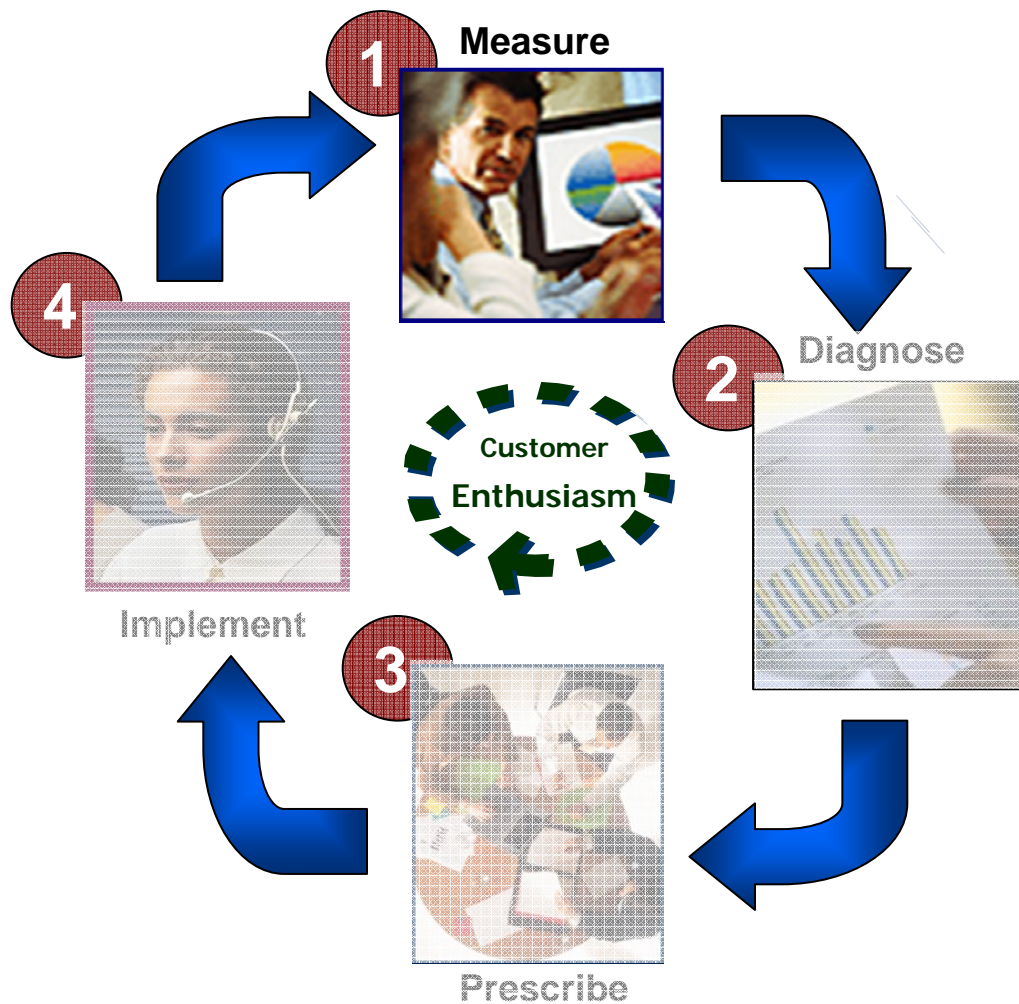 1
Measure
2
Diagnose
3
Prescribe
4
Implement
Customer
Enthusiasm